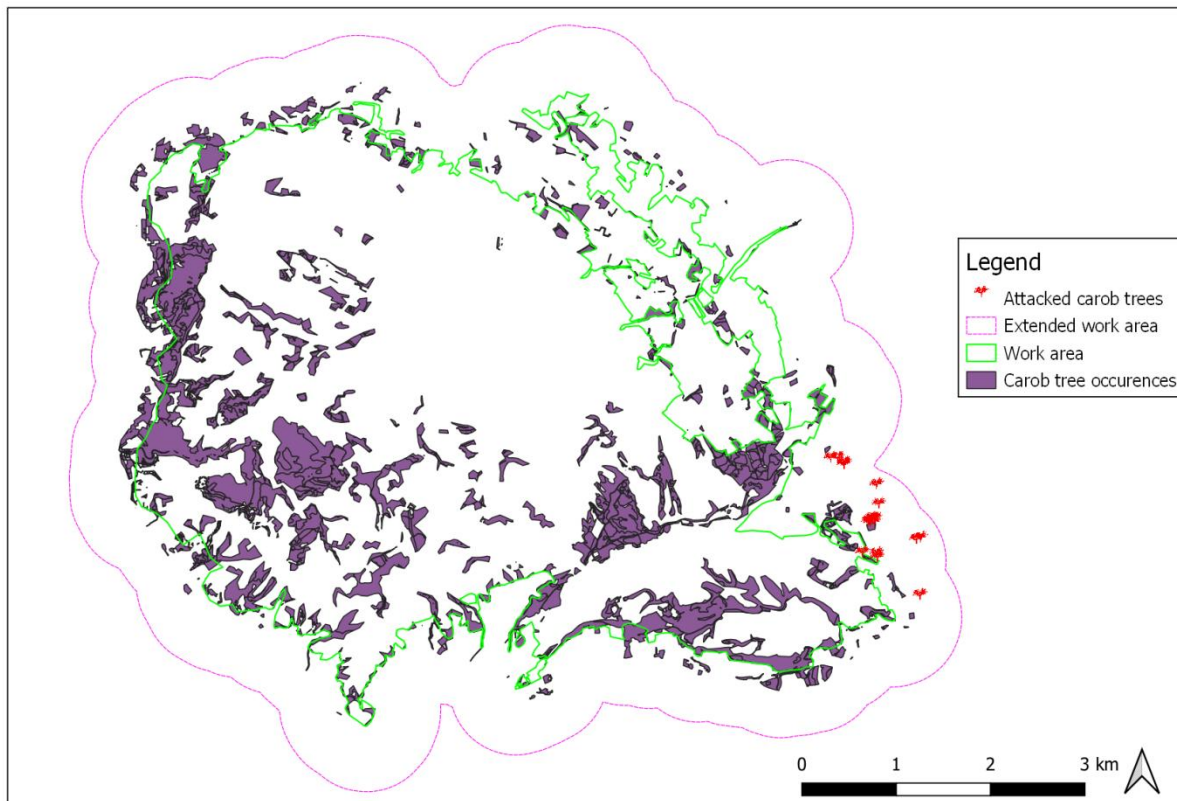 Legend
Attacked carob trees
Extended work area
Work area
Carob tree occurences
0 1 2 3 km